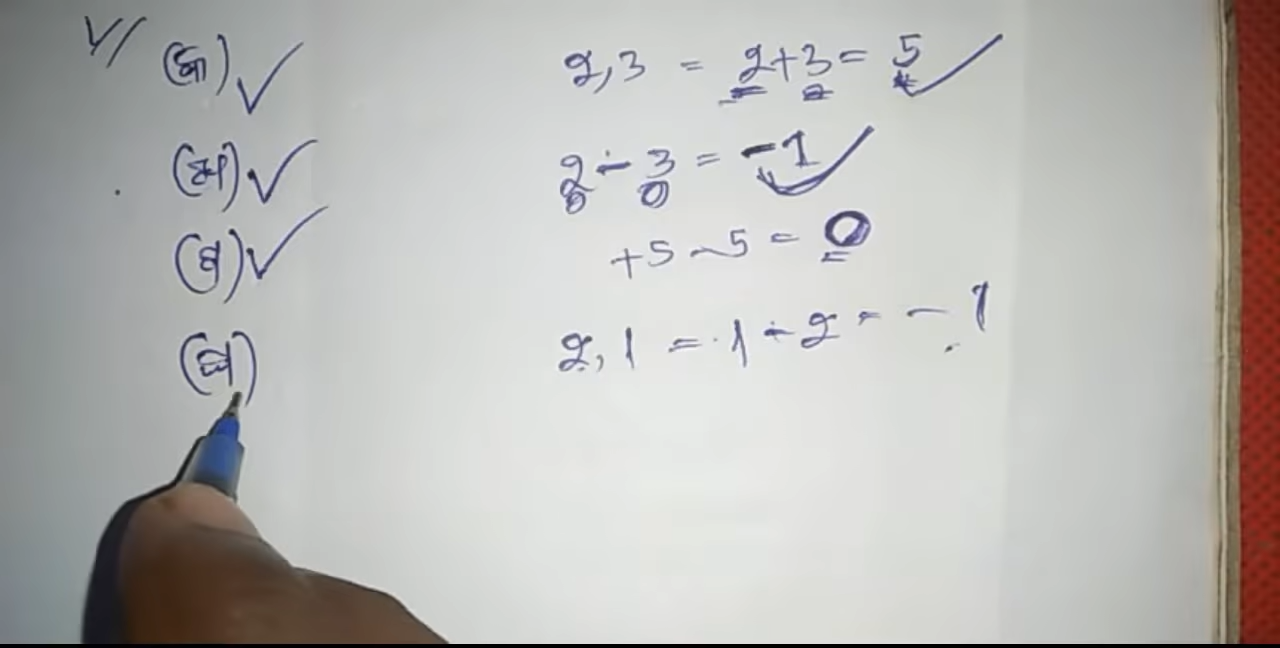 V/ (କ) ✓ 2,3 = 2+3 = 5 ✓
(ଖ) ✓ 2 - 3 = -1 ✓
(ଗ) ✓ +5 - 5 = 0
(ଘ) 2,1 = 1 - 2 = - 1